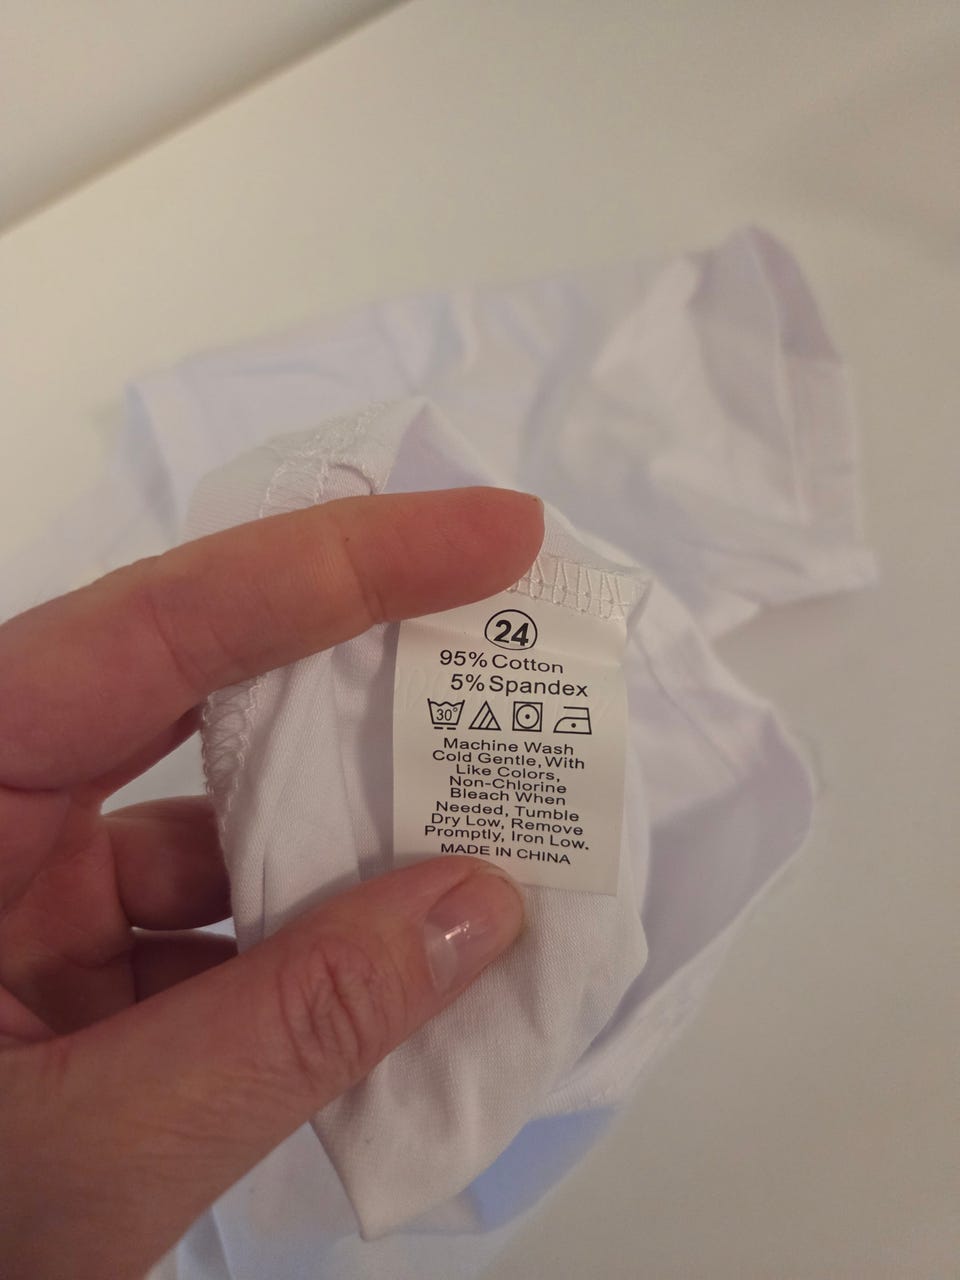 24
95% Cotton
5% Spandex
30°
Machine Wash
Cold Gentle, With
Like Colors,
Non-Chlorine
Bleach When
Needed, Tumble
Dry Low, Remove
Promptly, Iron Low.
MADE IN CHINA